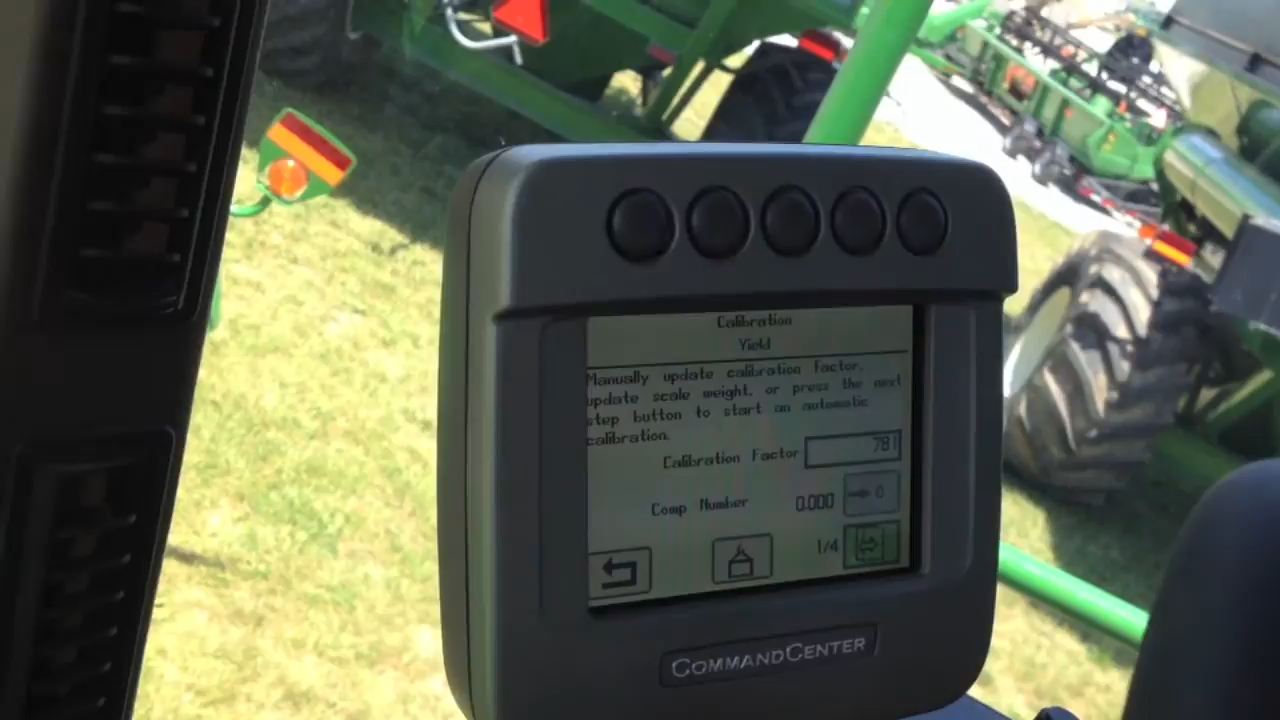 Calibration
Yield
Manually update calibration factor,
update scale weight, or press the next
step button to start an automatic
calibration.
Calibration Factor 781
Comp Number 0.000 0
1/4
COMMANDCENTER